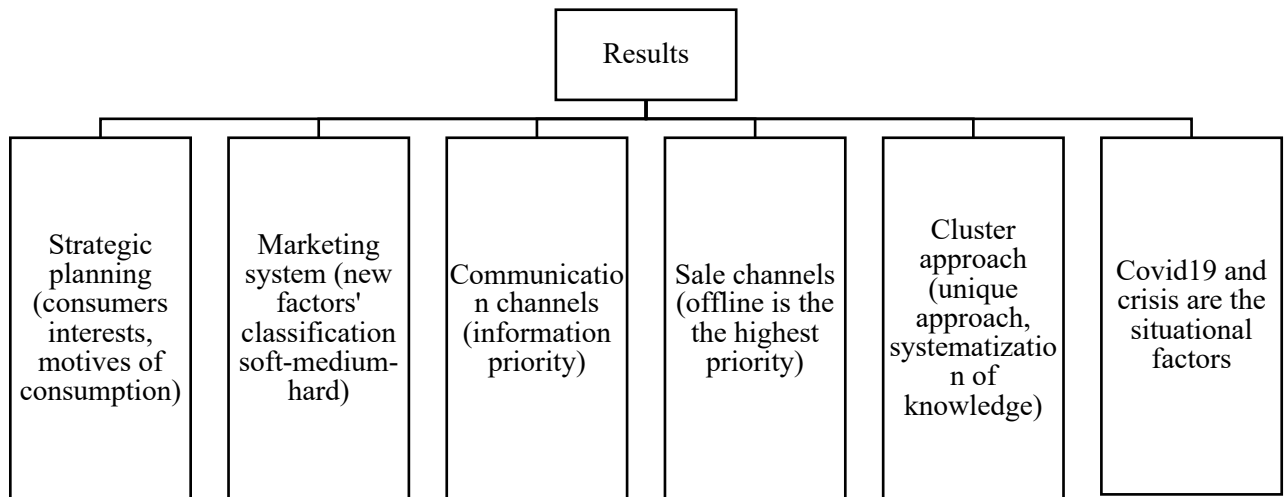 Results
Strategic
planning
(consumers
interests,
motives of
consumption)
Marketing
system (new
factors'
classification
soft-medium-
hard)
Communicatio
n channels
(information
priority)
Sale channels
(offline is the
the highest
priority)
Cluster
approach
(unique
approach,
systematizatio
n of
knowledge)
Covid19 and
crisis are the
situational
factors